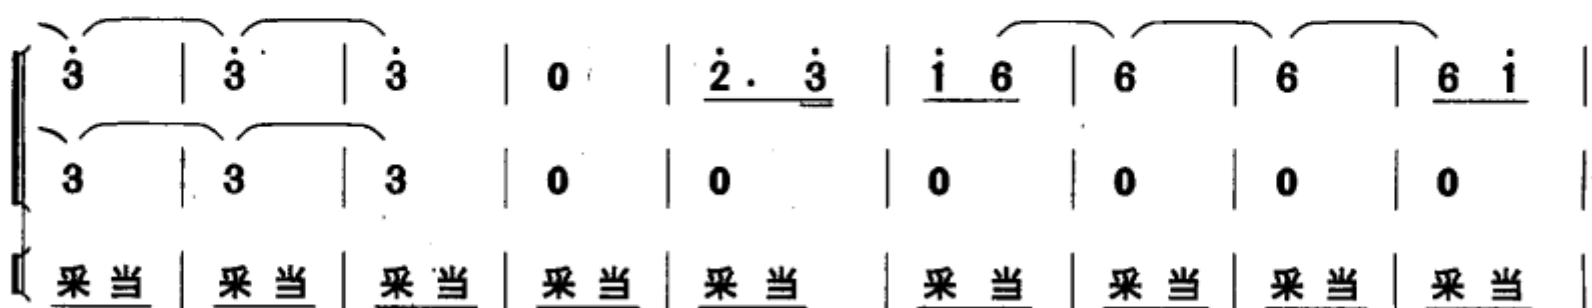 3̇ | 3̇ | 3̇ | 0 | 2̇ . 3̇ | 1̇ 6 | 6 | 6 | 6 1̇ |
3 | 3 | 3 | 0 | 0 | 0 | 0 | 0 | 0 |
采 当 | 采 当 | 采 当 | 采 当 | 采 当 | 采 当 | 采 当 | 采 当 | 采 当 |